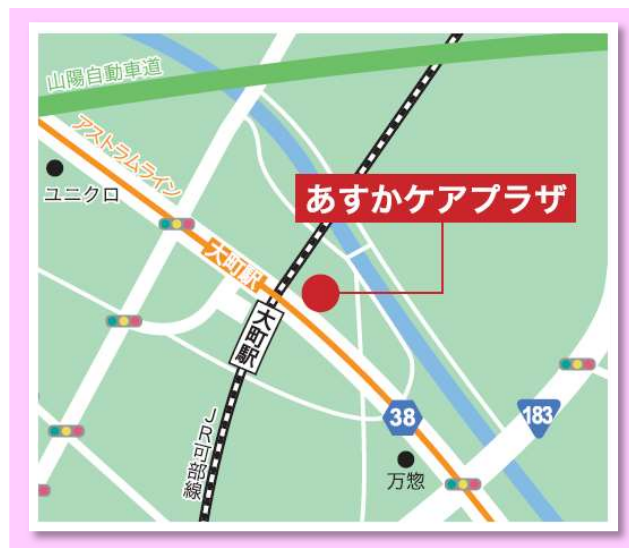 山陽自動車道
アストラムライン
ユニクロ
あすかケアプラザ
大町駅
大町駅
38
183
JR可部線
万惣